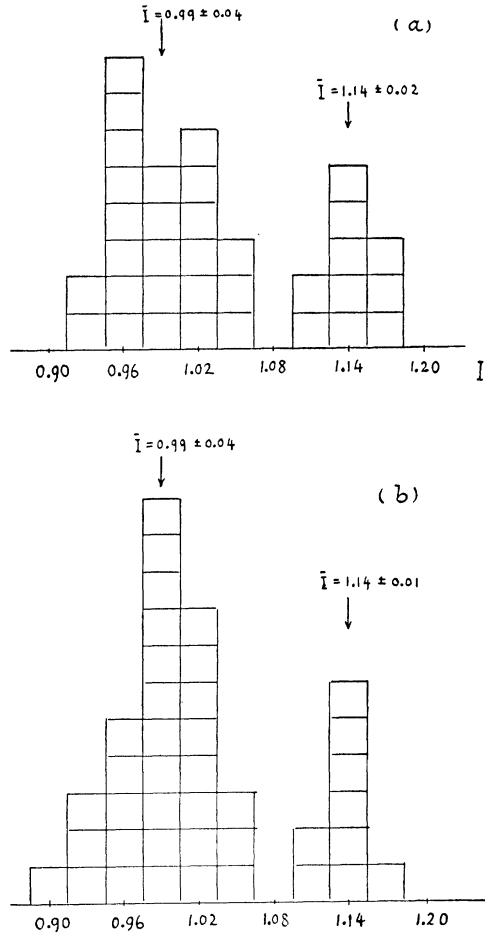 Ī = 0.99 ± 0.04
(a)
Ī = 1.14 ± 0.02
0.90 0.96 1.02 1.08 1.14 1.20 I
Ī = 0.99 ± 0.04
(b)
Ī = 1.14 ± 0.01
0.90 0.96 1.02 1.08 1.14 1.20